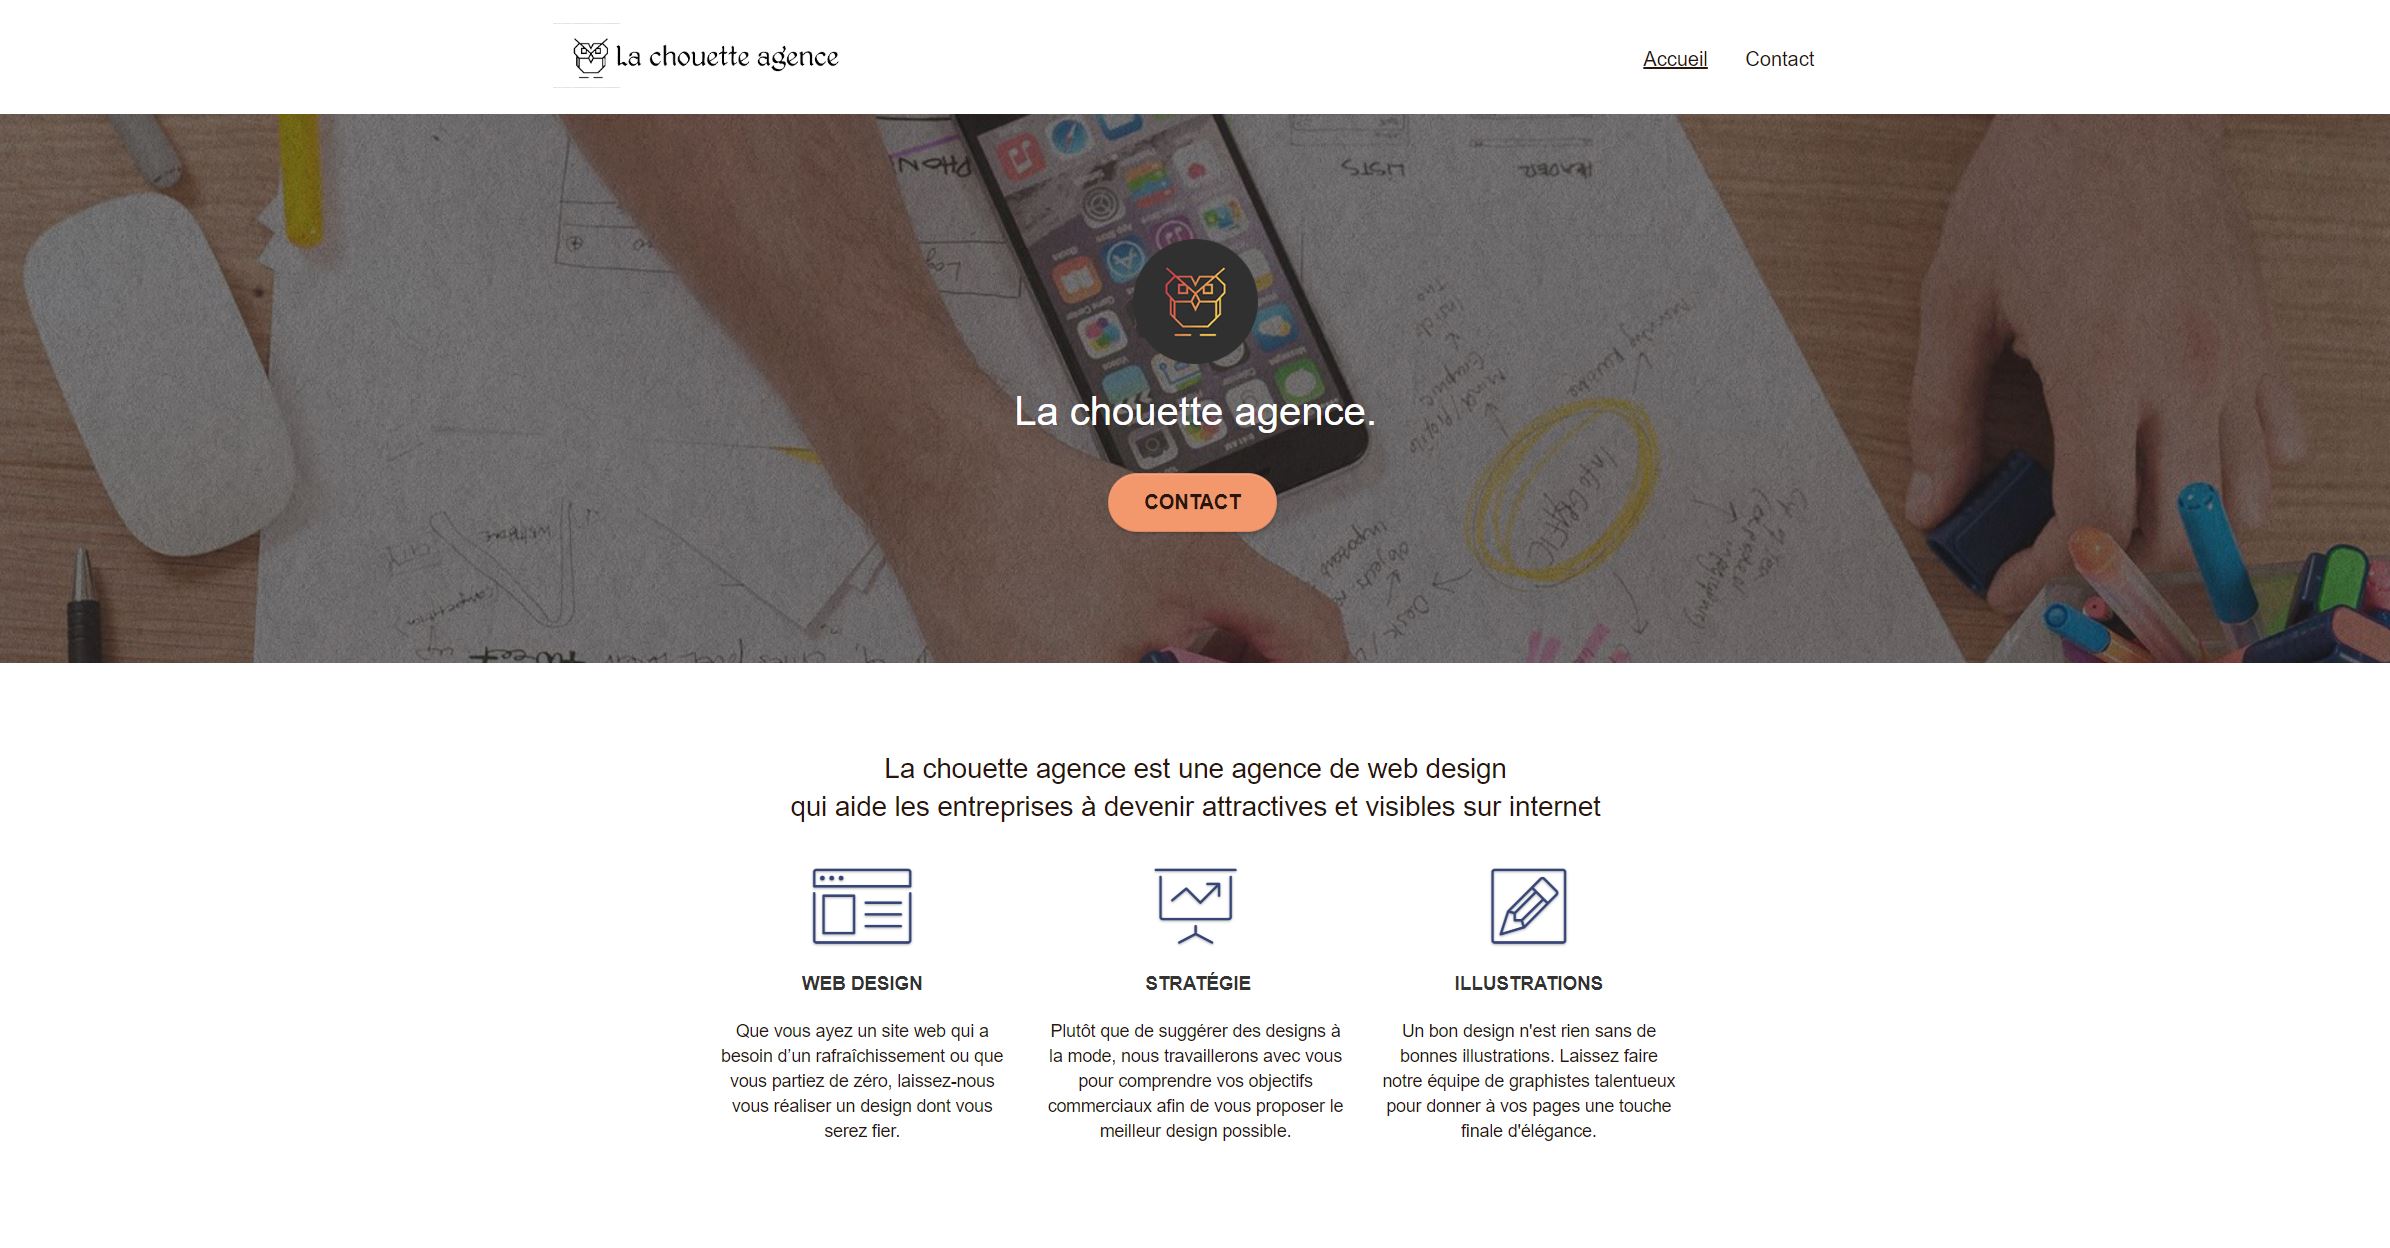 La chouette agence
Accueil Contact
PHON
LISTS
HEADER
La chouette agence.
CONTACT
La chouette agence est une agence de web design
qui aide les entreprises à devenir attractives et visibles sur internet
WEB DESIGN
Que vous ayez un site web qui a
besoin d’un rafraîchissement ou que
vous partiez de zéro, laissez-nous
vous réaliser un design dont vous
serez fier.
STRATÉGIE
Plutôt que de suggérer des designs à
la mode, nous travaillerons avec vous
pour comprendre vos objectifs
commerciaux afin de vous proposer le
meilleur design possible.
ILLUSTRATIONS
Un bon design n'est rien sans de
bonnes illustrations. Laissez faire
notre équipe de graphistes talentueux
pour donner à vos pages une touche
finale d'élégance.